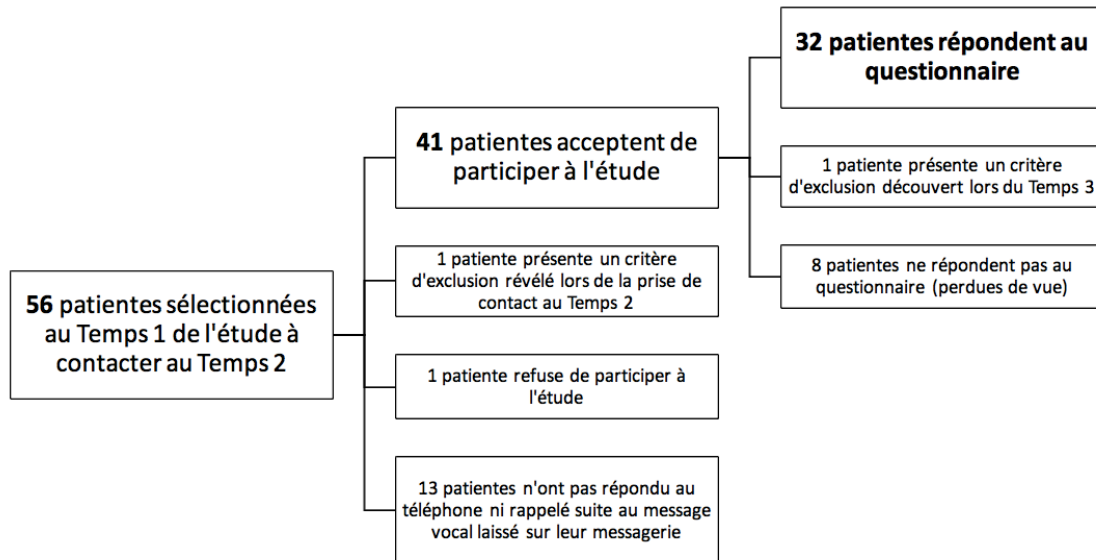 56 patientes sélectionnées
au Temps 1 de l'étude à
contacter au Temps 2
41 patientes acceptent de
participer à l'étude
1 patiente présente un critère
d'exclusion révélé lors de la prise de
contact au Temps 2
1 patiente refuse de participer à
l'étude
13 patientes n'ont pas répondu au
téléphone ni rappelé suite au message
vocal laissé sur leur messagerie
32 patientes répondent au
questionnaire
1 patiente présente un critère
d'exclusion découvert lors du Temps 3
8 patientes ne répondent pas au
questionnaire (perdues de vue)